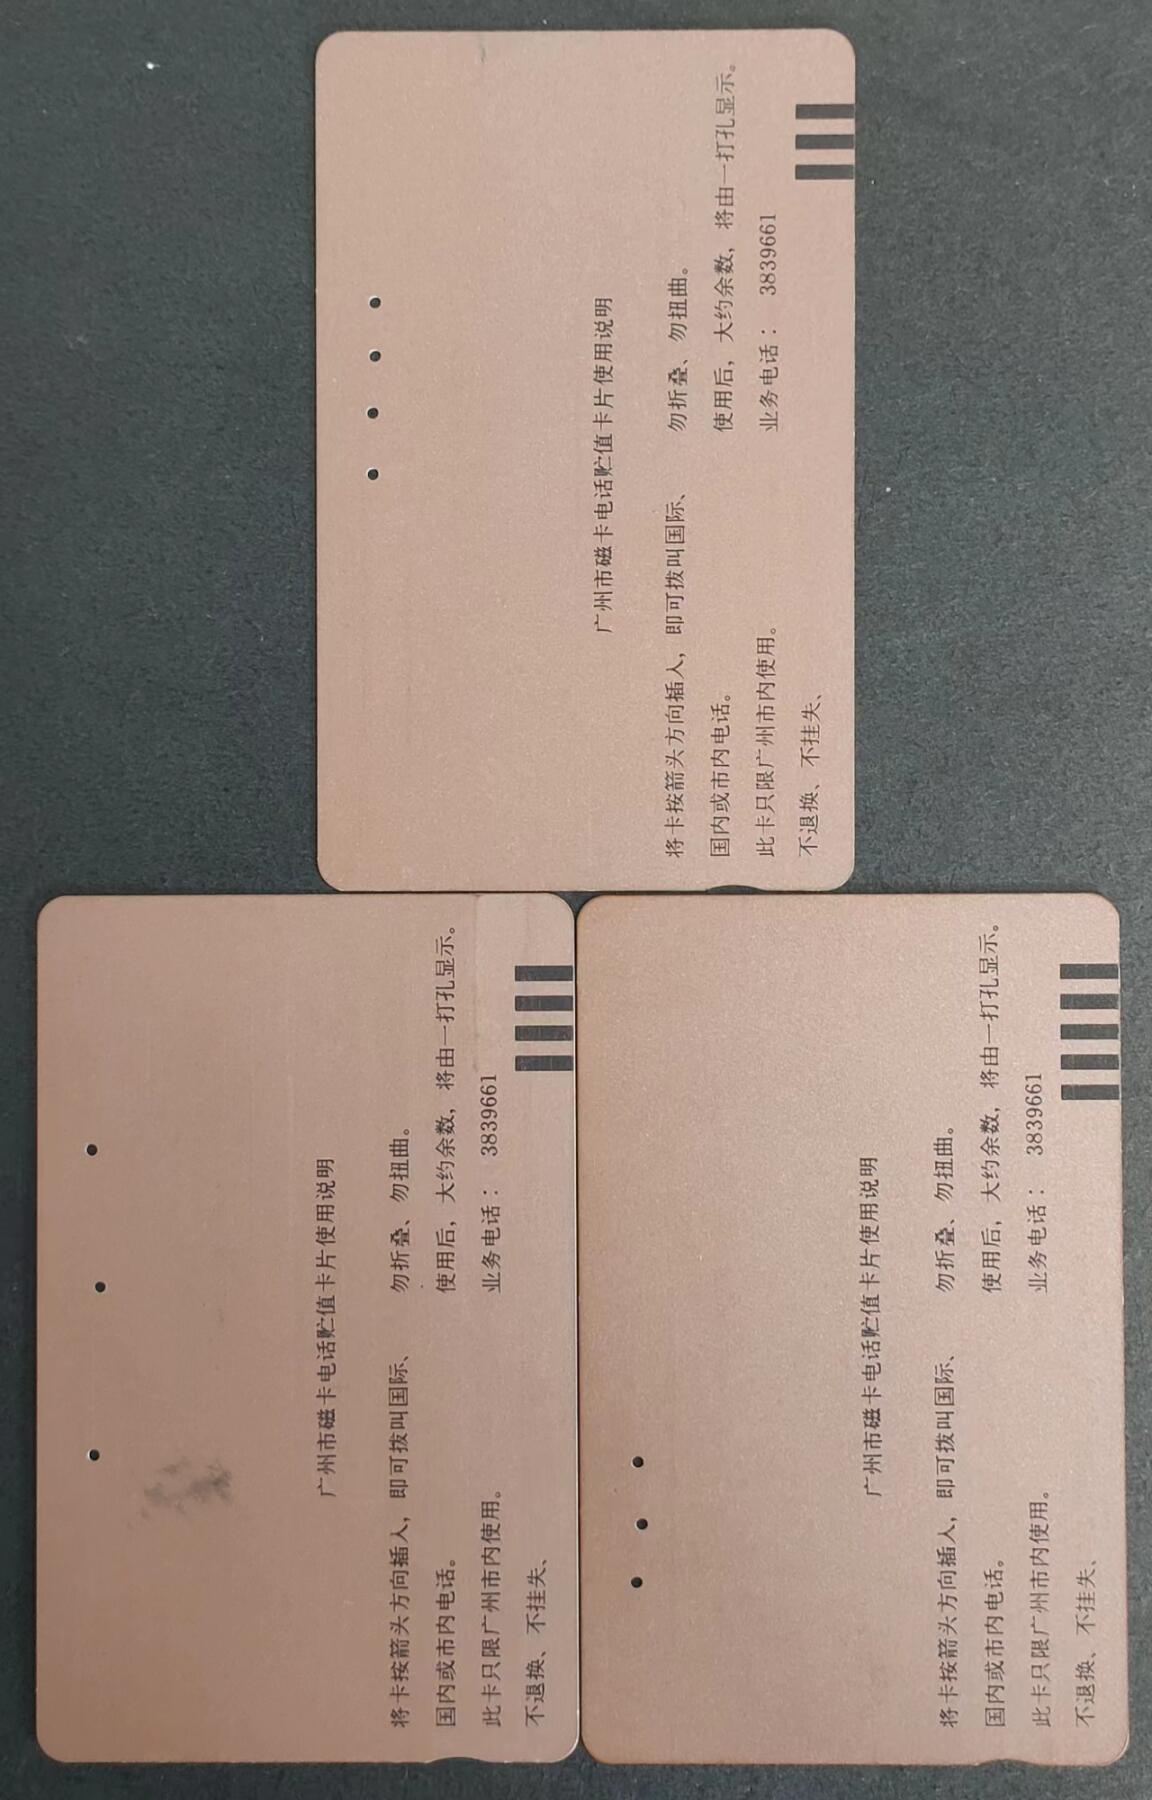 广州市磁卡电话贮值卡片使用说明
将卡按箭头方向插入，即可拨叫国际、
国内或市内电话。
此卡只限广州市内使用。
不退换、不挂失、
勿折叠、勿扭曲。
使用后，大约余数，将由一打孔显示。
业务电话： 3839661
广州市磁卡电话贮值卡片使用说明
将卡按箭头方向插入，即可拨叫国际、
国内或市内电话。
此卡只限广州市内使用。
不退换、不挂失、
勿折叠、勿扭曲。
使用后，大约余数，将由一打孔显示。
业务电话： 3839661
广州市磁卡电话贮值卡片使用说明
将卡按箭头方向插入，即可拨叫国际、
国内或市内电话。
此卡只限广州市内使用。
不退换、不挂失、
勿折叠、勿扭曲。
使用后，大约余数，将由一打孔显示。
业务电话： 3839661